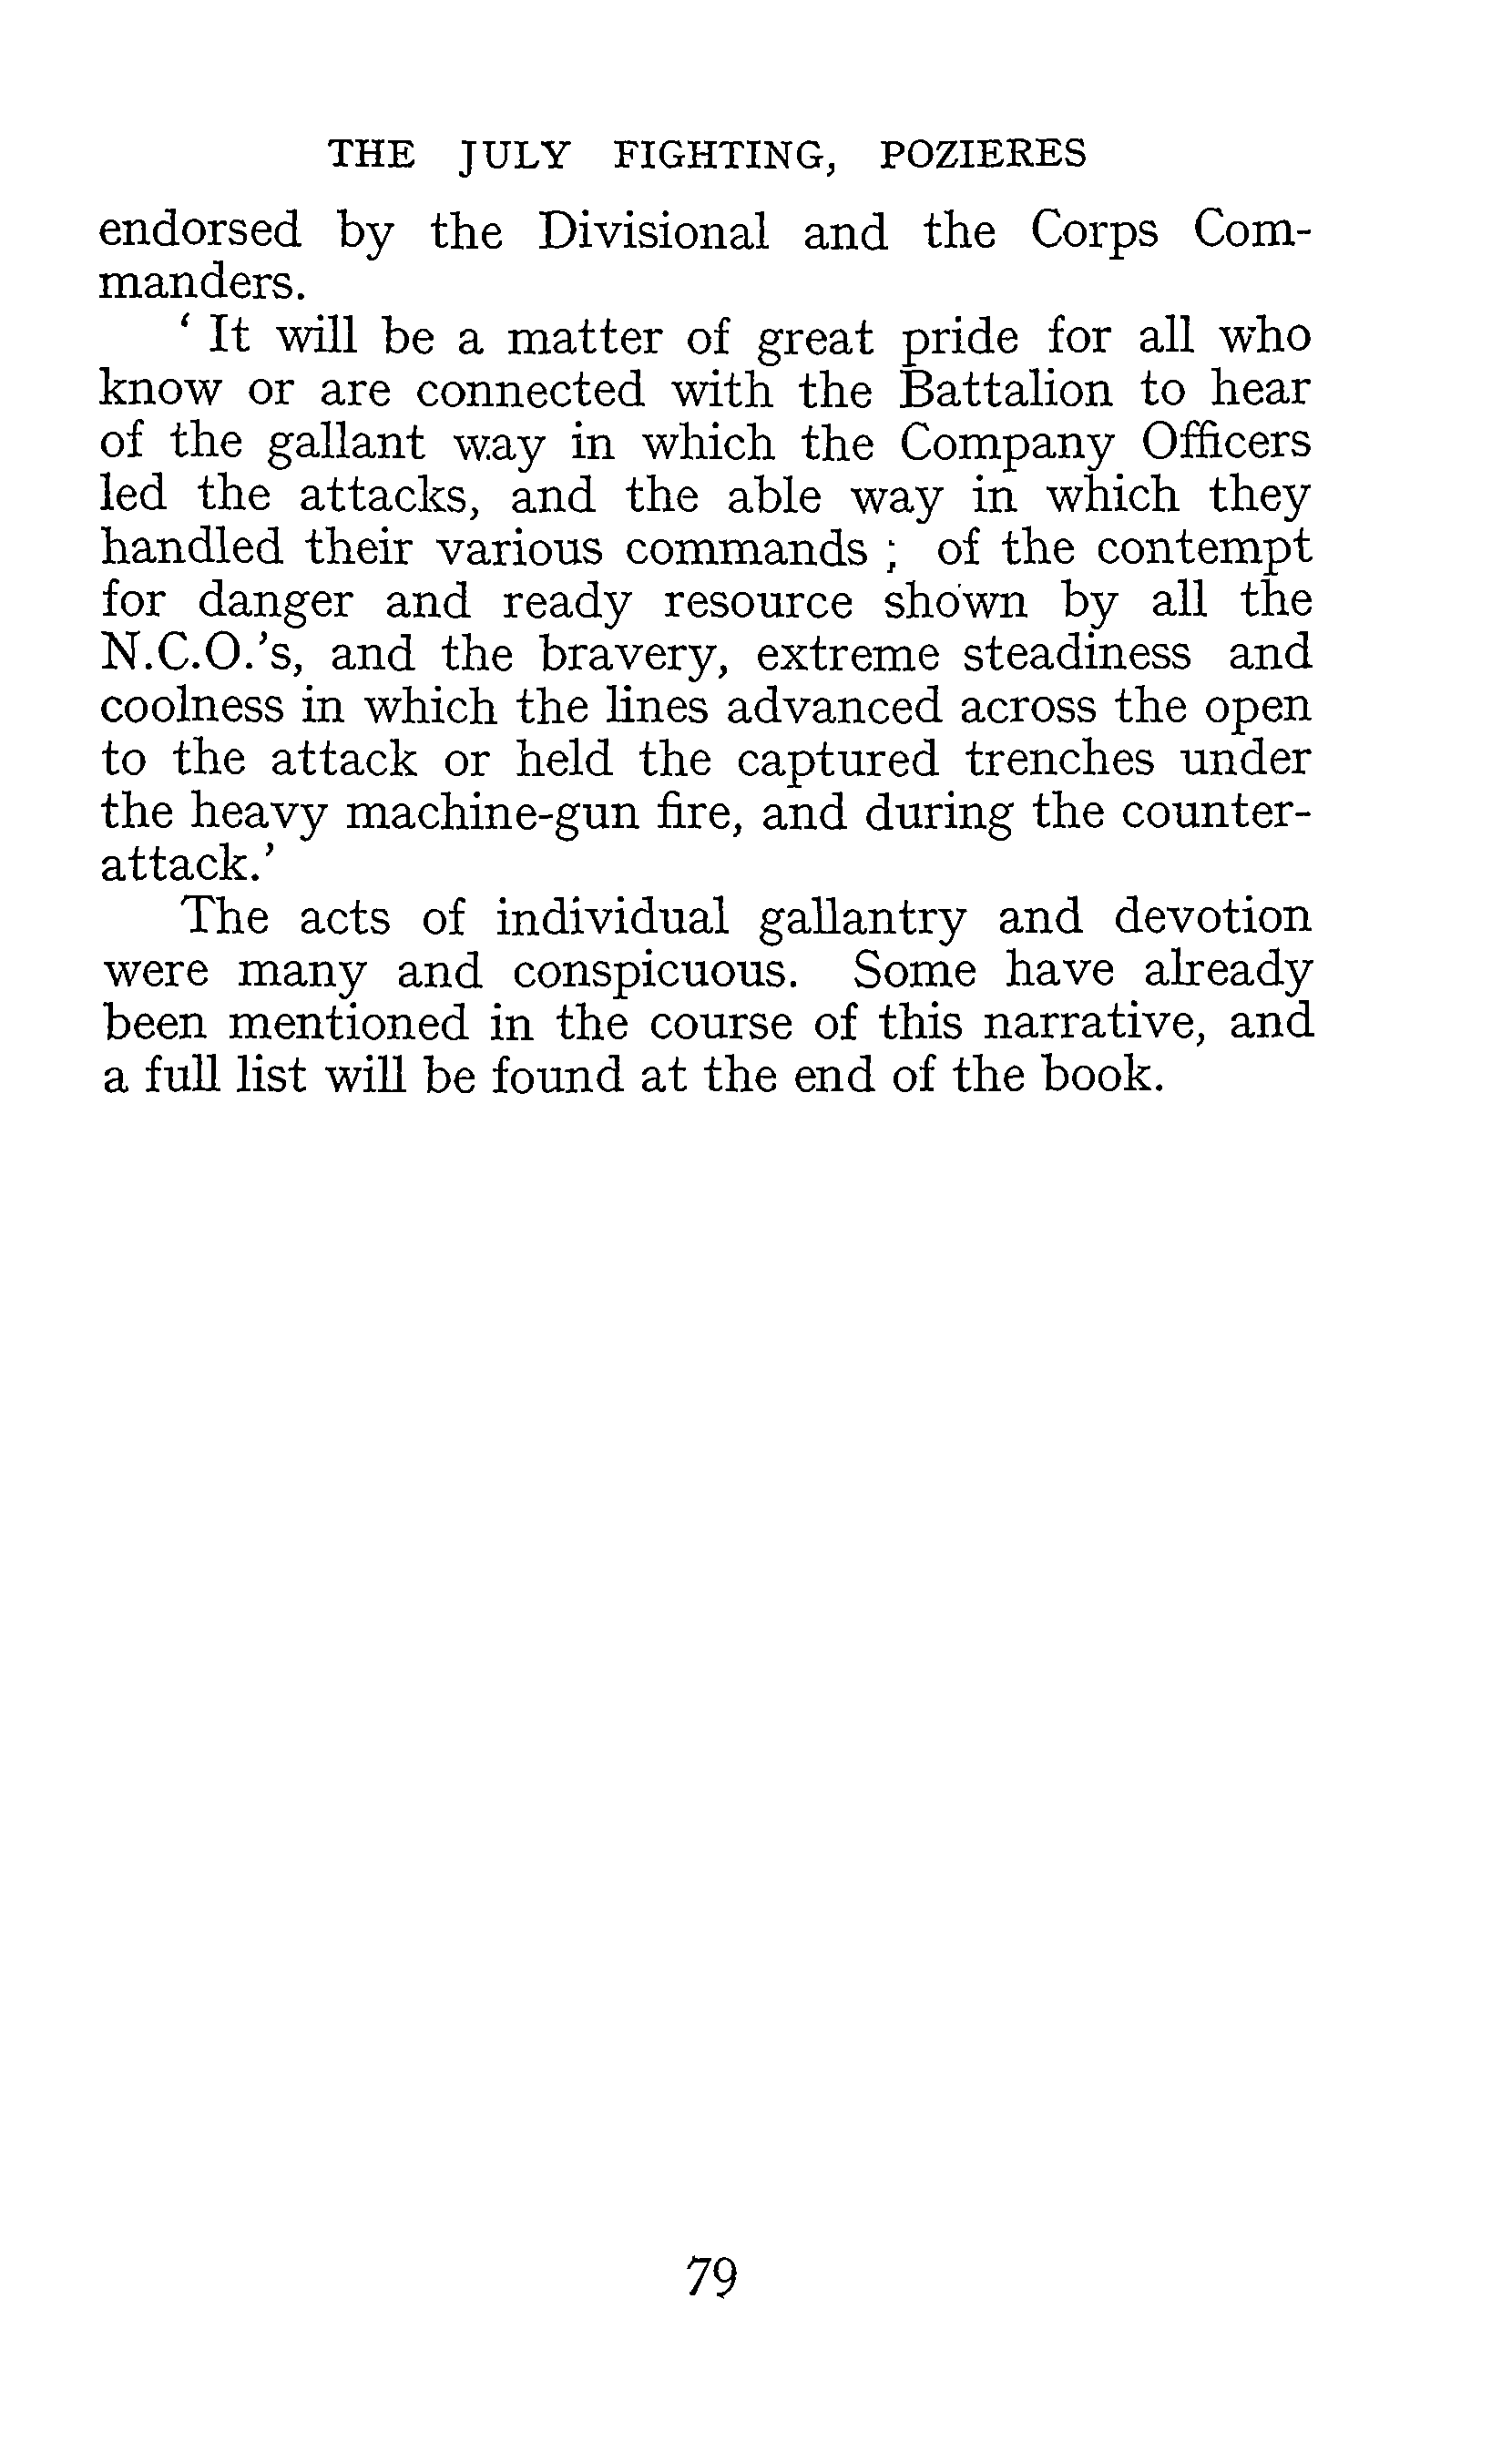 THE JULY FIGHTING, POZIERES
endorsed by the Divisional and the Corps Com-
manders.
‘ It will be a matter of great pride for all who
know or are connected with the Battalion to hear
of the gallant way in which the Company Officers
led the attacks, and the able way in which they
handled their various commands ; of the contempt
for danger and ready resource shown by all the
N.C.O.’s, and the bravery, extreme steadiness and
coolness in which the lines advanced across the open
to the attack or held the captured trenches under
the heavy machine-gun fire, and during the counter-
attack.’
The acts of individual gallantry and devotion
were many and conspicuous. Some have already
been mentioned in the course of this narrative, and
a full list will be found at the end of the book.
79